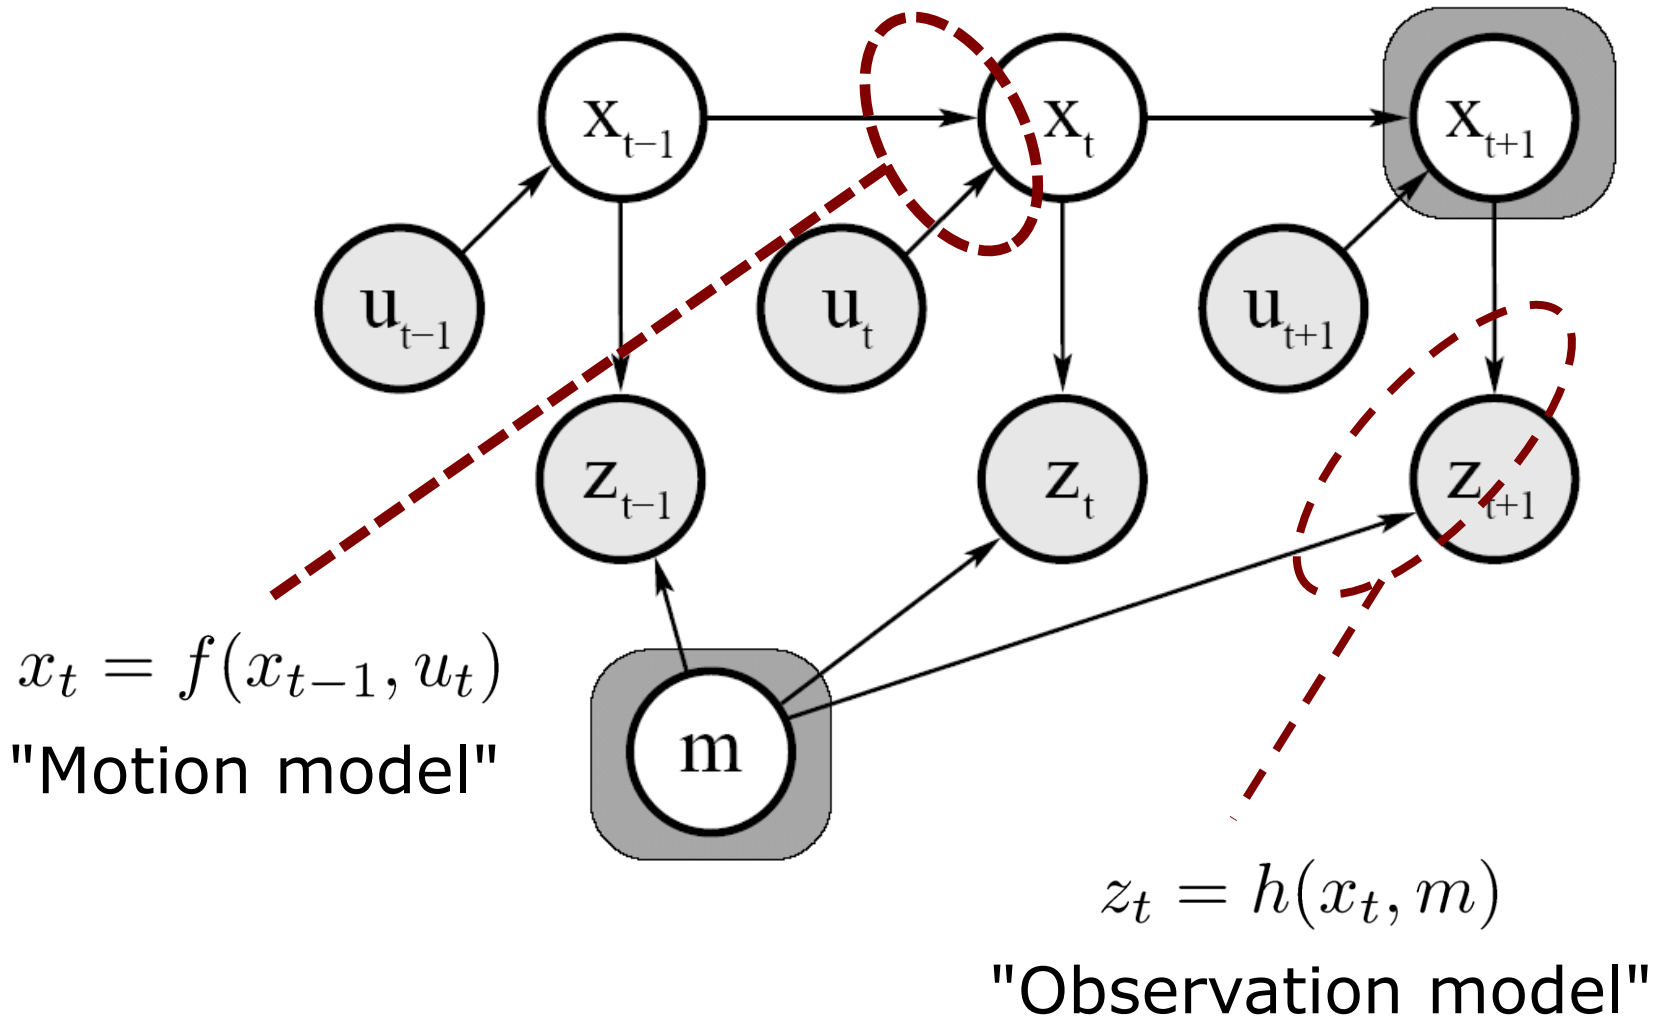 x_{t-1}
x_t
x_{t+1}
u_{t-1}
u_t
u_{t+1}
z_{t-1}
z_t
z_{t+1}
x_t = f(x_{t-1}, u_t)
"Motion model"
m
z_t = h(x_t, m)
"Observation model"